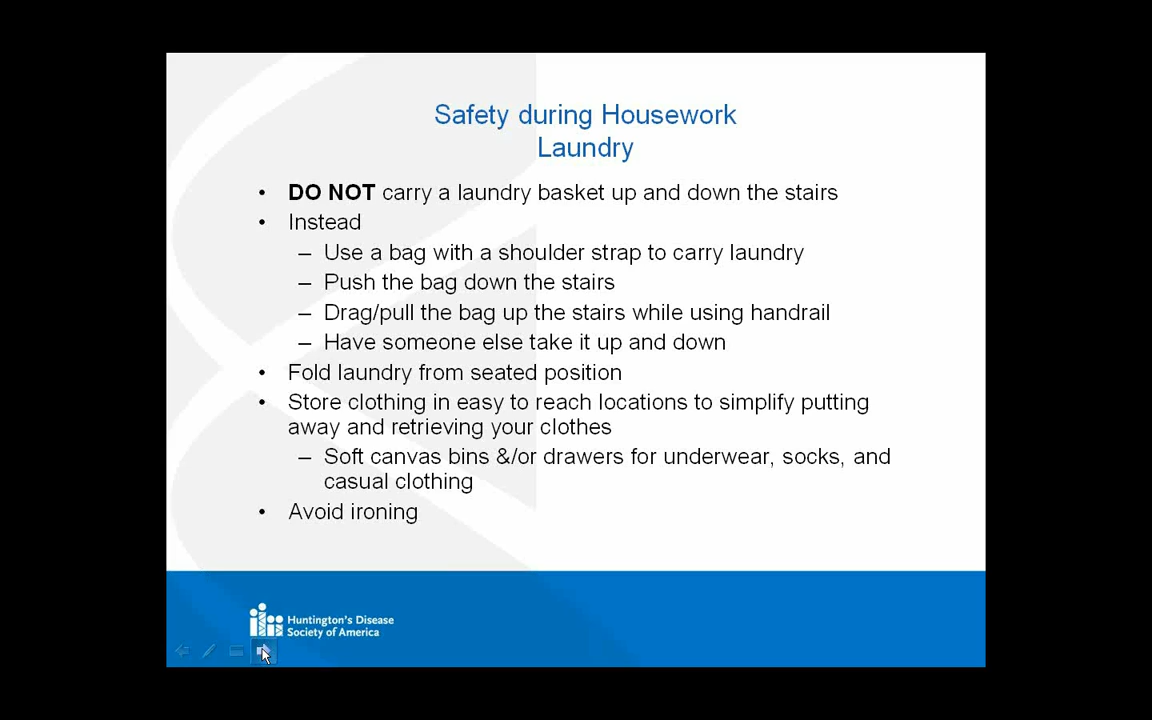 Safety during Housework
Laundry
• DO NOT carry a laundry basket up and down the stairs
• Instead
– Use a bag with a shoulder strap to carry laundry
– Push the bag down the stairs
– Drag/pull the bag up the stairs while using handrail
– Have someone else take it up and down
• Fold laundry from seated position
• Store clothing in easy to reach locations to simplify putting
away and retrieving your clothes
– Soft canvas bins &/or drawers for underwear, socks, and
casual clothing
• Avoid ironing
Huntington's Disease
Society of America